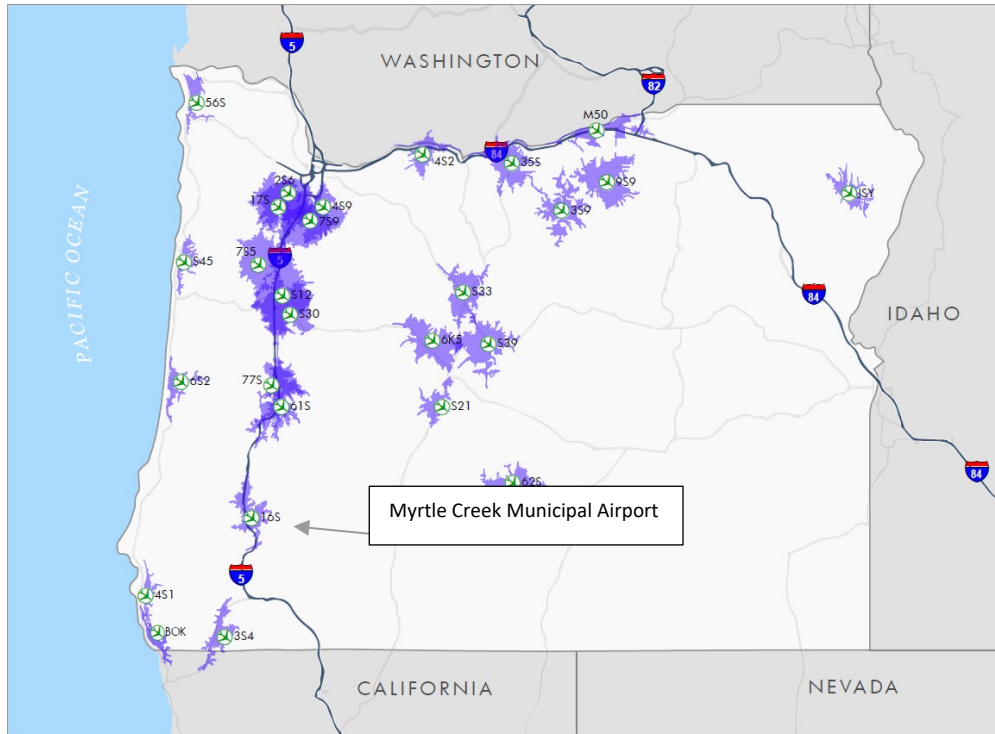 5
WASHINGTON
82
56S
M50
4S2
84
35S
2S6
9S9
JSY
17S
4S9
3S9
7S9
PACIFIC OCEAN
7S5
5
S45
S12
S33
84
S30
IDAHO
6K5
S39
6S2
77S
61S
S21
84
62S
Myrtle Creek Municipal Airport
16S
5
4S1
BOK
3S4
CALIFORNIA
NEVADA